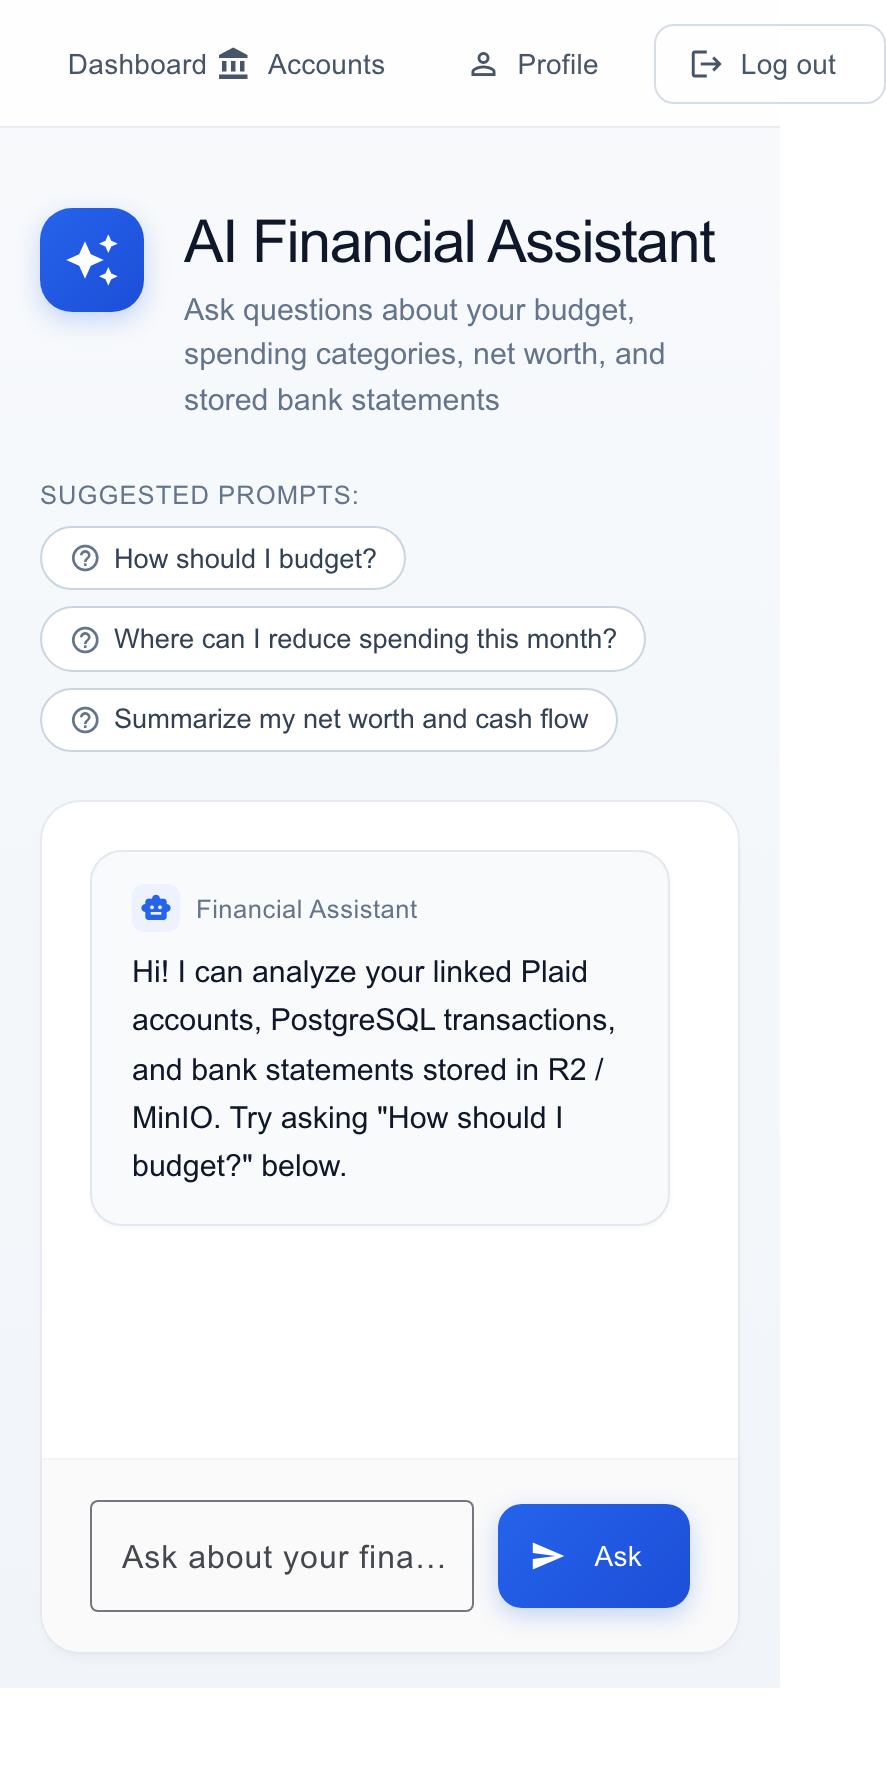 Dashboard Accounts Profile Log out
AI Financial Assistant
Ask questions about your budget,
spending categories, net worth, and
stored bank statements
SUGGESTED PROMPTS:
How should I budget?
Where can I reduce spending this month?
Summarize my net worth and cash flow
Financial Assistant
Hi! I can analyze your linked Plaid
accounts, PostgreSQL transactions,
and bank statements stored in R2 /
MinIO. Try asking "How should I
budget?" below.
Ask about your fina... Ask